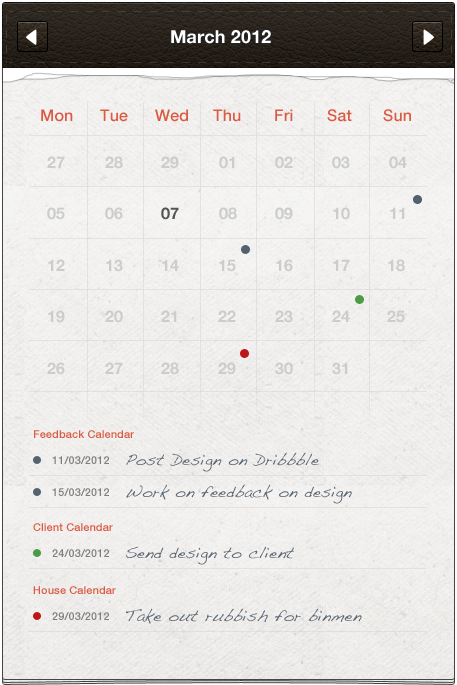 March 2012
Mon Tue Wed Thu Fri Sat Sun
27 28 29 01 02 03 04
05 06 07 08 09 10 11
12 13 14 15 16 17 18
19 20 21 22 23 24 25
26 27 28 29 30 31
Feedback Calendar
11/03/2012 Post Design on Dribbble
15/03/2012 Work on feedback on design
Client Calendar
24/03/2012 Send design to client
House Calendar
29/03/2012 Take out rubbish for binmen